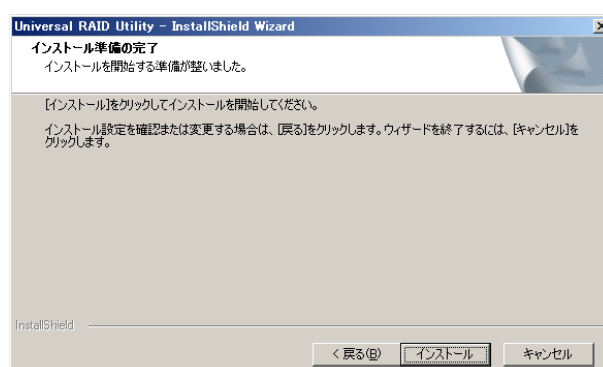 Universal RAID Utility - InstallShield Wizard
インストール準備の完了
インストールを開始する準備が整いました。
[インストール]をクリックしてインストールを開始してください。
インストール設定を確認または変更する場合は、[戻る]をクリックします。ウィザードを終了するには、[キャンセル]を
クリックします。
InstallShield
< 戻る(B)
インストール
キャンセル